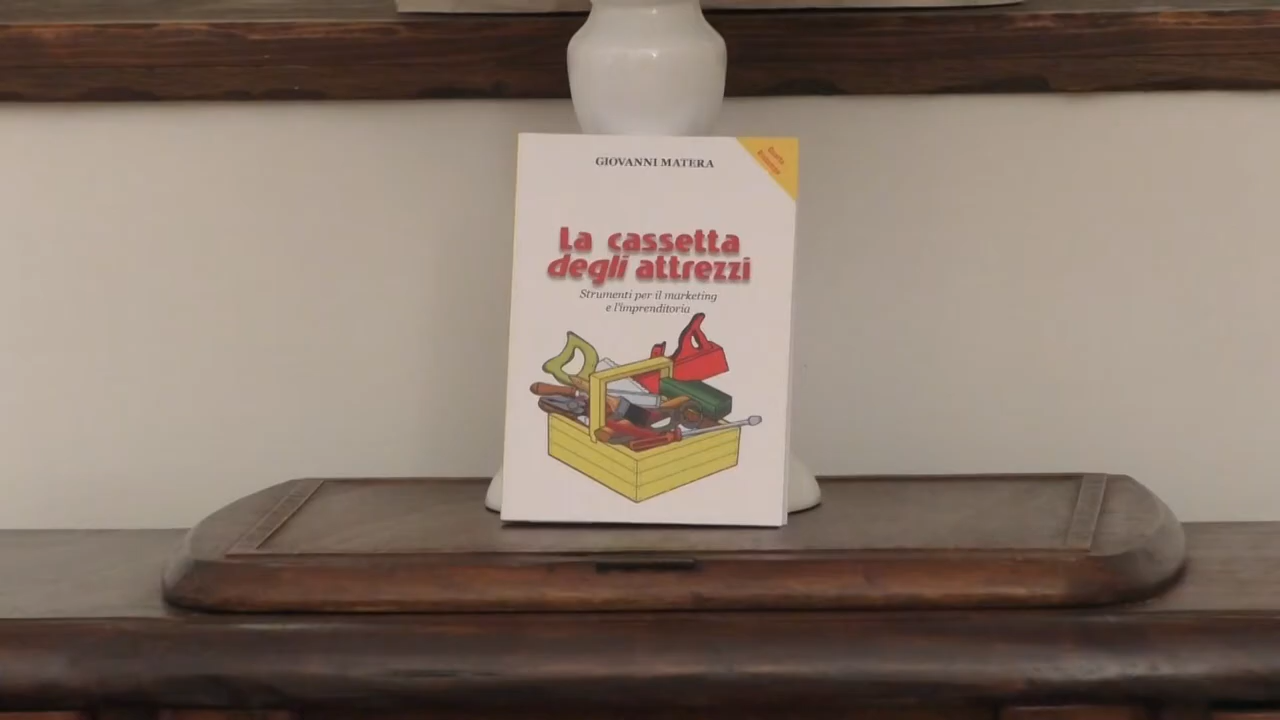 GIOVANNI MATERA
La cassetta
degli attrezzi
Strumenti per il marketing
e l'imprenditoria